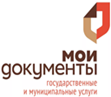 мои
документы
государственные
и муниципальные услуги